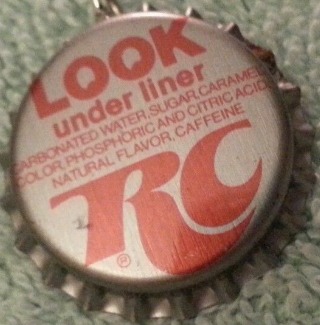 LOOK
under liner
CARBONATED WATER, SUGAR, CARAMEL
COLOR, PHOSPHORIC AND CITRIC ACID
NATURAL FLAVOR, CAFFEINE
RC
®